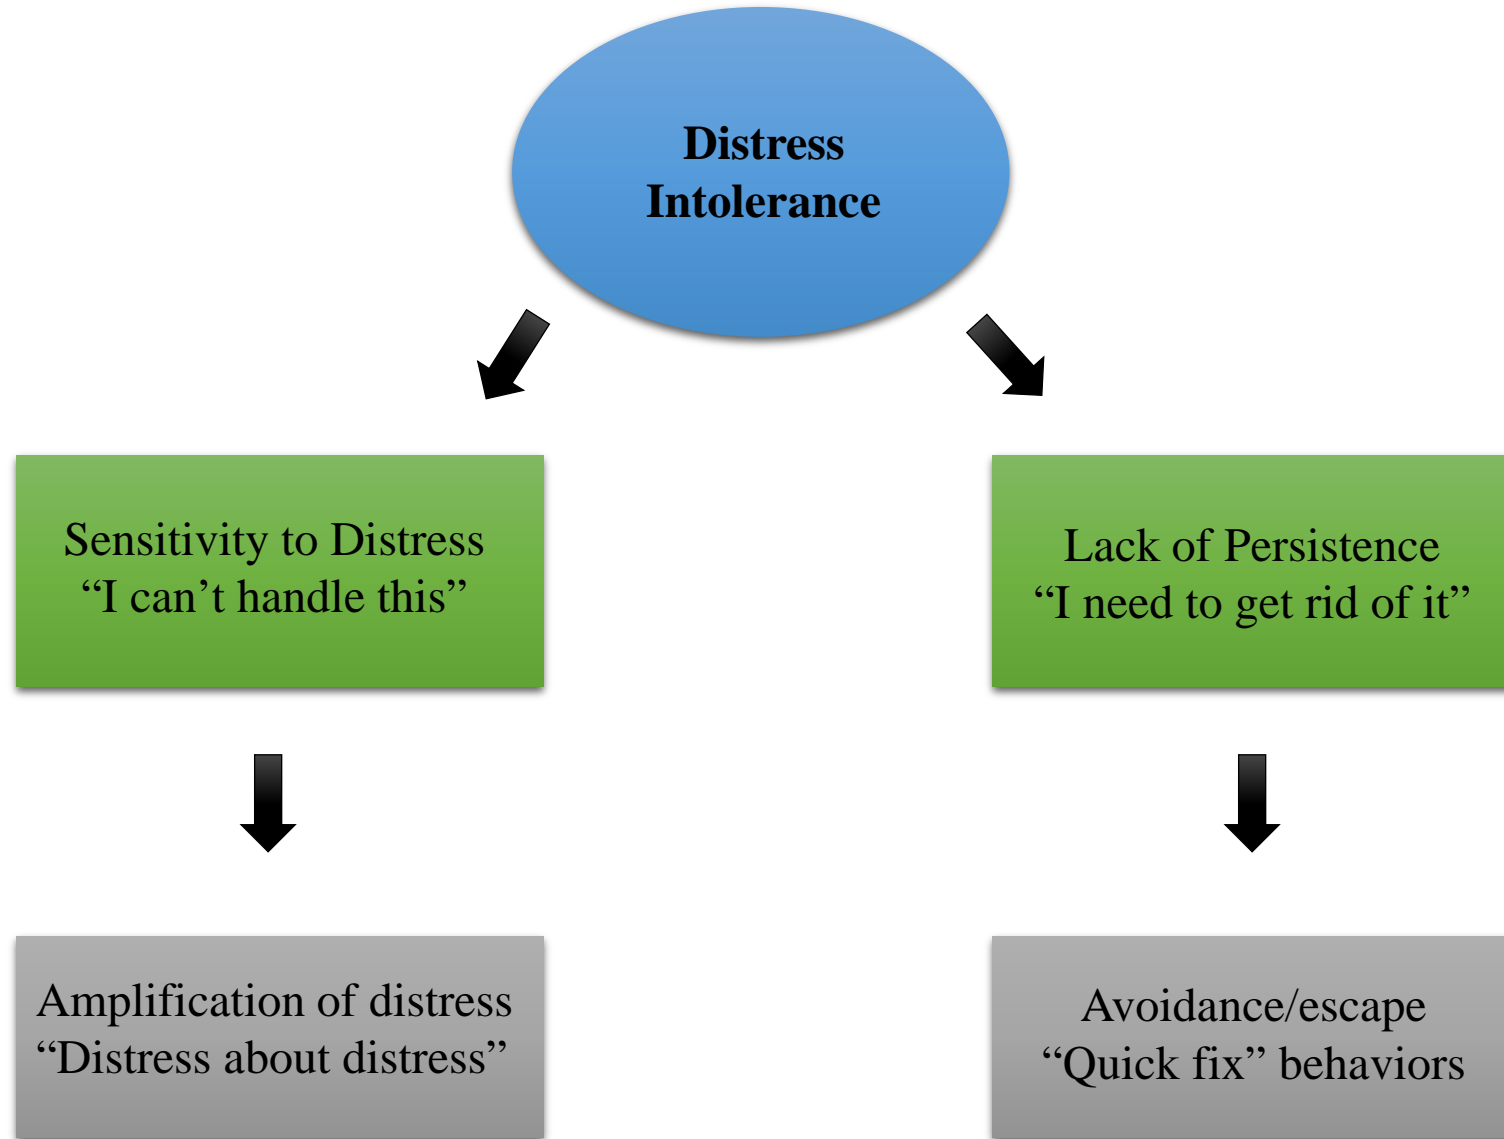 Distress
Intolerance
Sensitivity to Distress
“I can’t handle this”
Lack of Persistence
“I need to get rid of it”
Amplification of distress
“Distress about distress”
Avoidance/escape
“Quick fix” behaviors